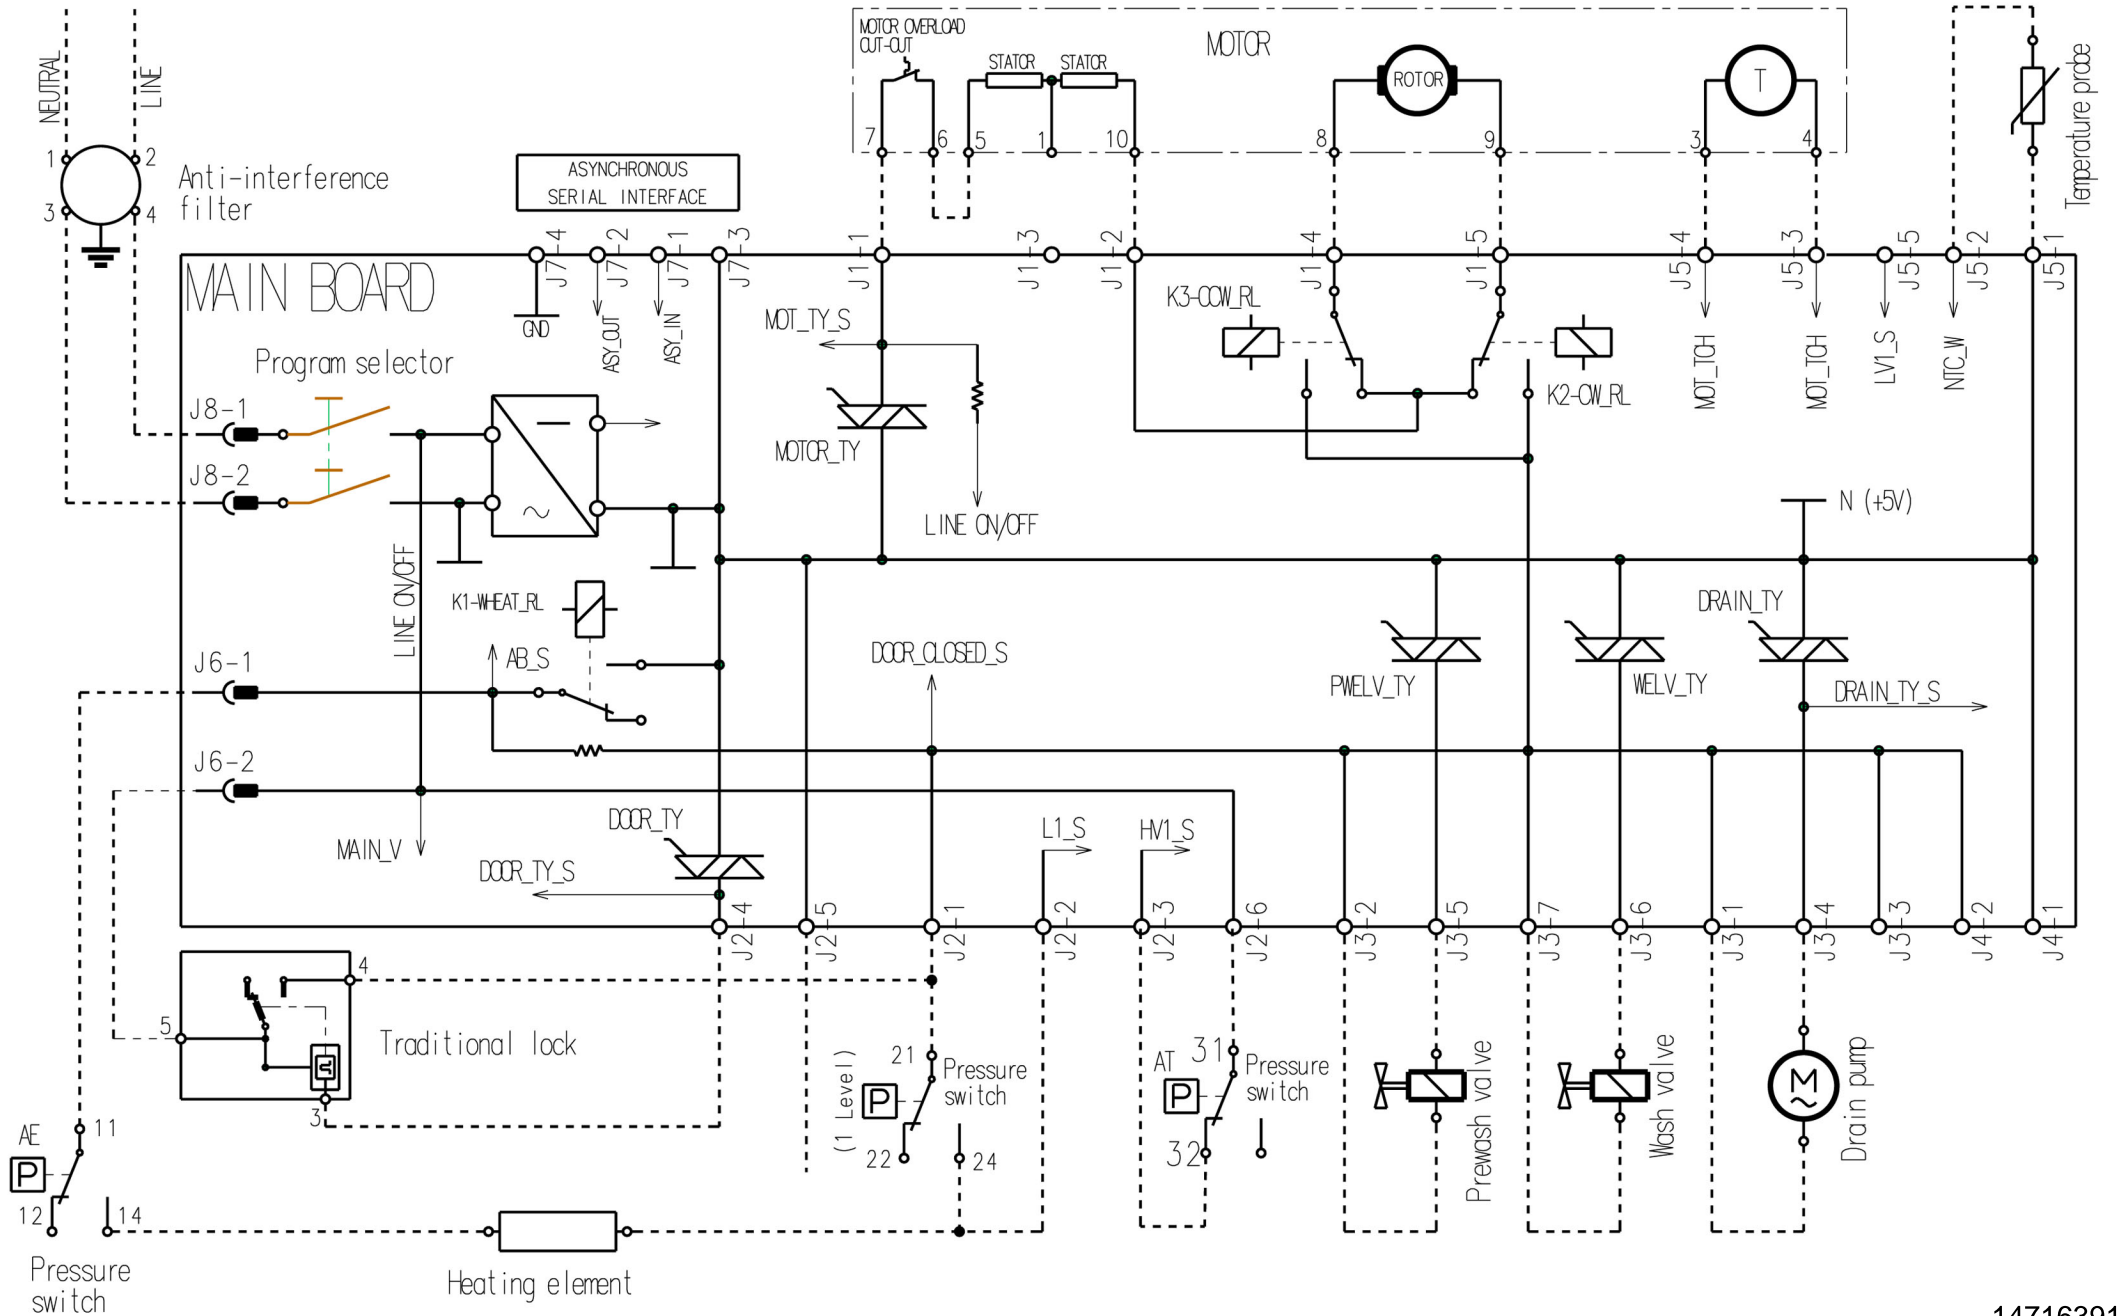 MOTOR OVERLOAD
CUT-OUT
STATOR
STATOR
MOTOR
ROTOR
T
7
6
5
1
10
8
9
3
4
Temperature probe
NEUTRAL
LINE
1
2
3
4
Anti-interference
filter
ASYNCHRONOUS
SERIAL INTERFACE
J7-4
J7-2
J7-1
J7-3
J1-1
J1-3
J1-2
J1-4
J1-5
J5-4
J5-3
J5-5
J5-2
J5-1
MAIN BOARD
GND
ASY_OUT
ASY_IN
MOT_TY_S
K3-CCW_RL
K2-CW_RL
MOT_TCH
MOT_TCH
LV1_S
NTC_W
Program selector
J8-1
J8-2
MOTOR_TY
LINE ON/OFF
N (+5V)
LINE ON/OFF
K1-WHEAT_RL
J6-1
AB_S
DOOR_CLOSED_S
PWELV_TY
WELV_TY
DRAIN_TY
DRAIN_TY_S
J6-2
MAIN_V
DOOR_TY
DOOR_TY_S
L1_S
HV1_S
J2-4
J2-5
J2-1
J2-2
J2-3
J2-6
J3-2
J3-5
J3-7
J3-6
J3-1
J3-4
J3-3
J4-2
J4-1
4
5
3
Traditional lock
(1 Level)
P
21
22
24
Pressure
switch
AT
P
31
32
Pressure
switch
Prewash valve
Wash valve
M
Drain pump
AE
P
11
12
14
Pressure
switch
Heating element
14716391